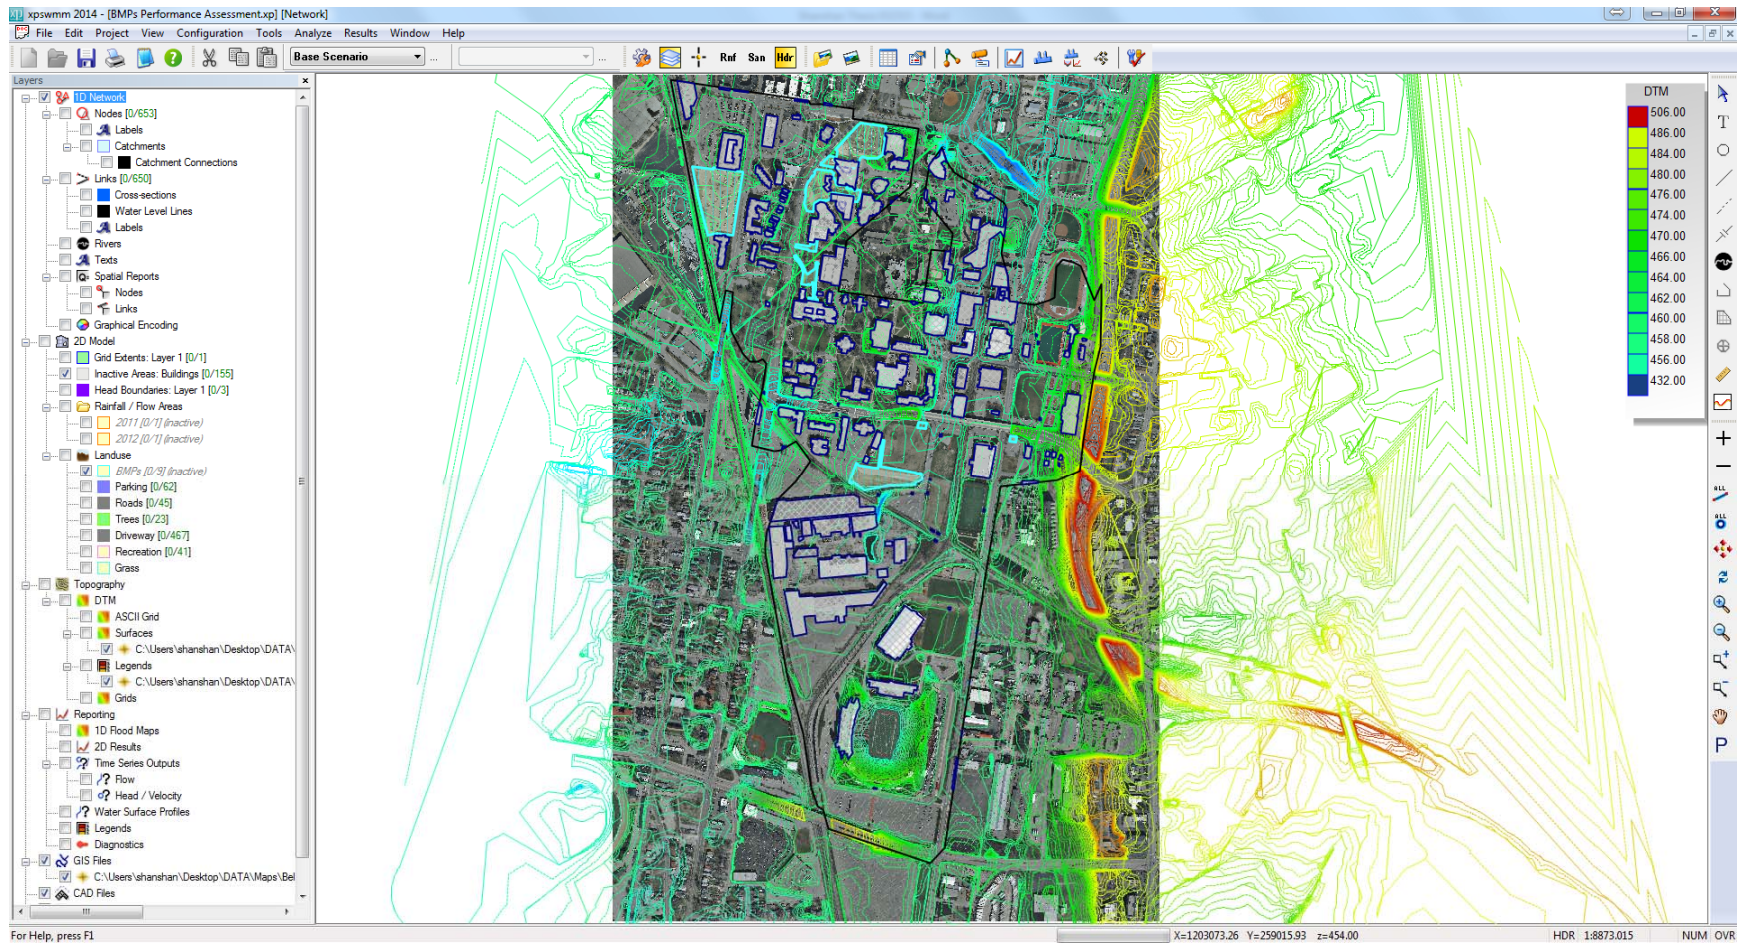 xpswmm 2014 - [BMPs Performance Assessment.xp] [Network]
File Edit Project View Configuration Tools Analyze Results Window Help
Base Scenario ... ... Rnf San Hdr
Layers
1D Network
Nodes [0/653]
Labels
Catchments
Catchment Connections
Links [0/650]
Cross-sections
Water Level Lines
Labels
Rivers
Texts
Spatial Reports
Nodes
Links
Graphical Encoding
2D Model
Grid Extents: Layer 1 [0/1]
Inactive Areas: Buildings [0/155]
Head Boundaries: Layer 1 [0/3]
Rainfall / Flow Areas
2011 [0/1] (Inactive)
2012 [0/1] (Inactive)
Landuse
BMPs [0/9] (Inactive)
Parking [0/62]
Roads [0/45]
Trees [0/23]
Driveway [0/467]
Recreation [0/41]
Grass
Topography
DTM
ASCII Grid
Surfaces
C:\Users\shanshan\Desktop\DATA\
Legends
C:\Users\shanshan\Desktop\DATA\
Grids
Reporting
1D Flood Maps
2D Results
Time Series Outputs
Flow
Head / Velocity
Water Surface Profiles
Legends
Diagnostics
GIS Files
C:\Users\shanshan\Desktop\DATA\Maps\Bel
CAD Files
DTM
506.00
486.00
484.00
480.00
476.00
474.00
470.00
466.00
464.00
462.00
460.00
458.00
456.00
432.00
T
ALL
ALL
P
For Help, press F1
X=1203073.26 Y=259015.93 z=454.00
HDR 1:8873.015 NUM OVR